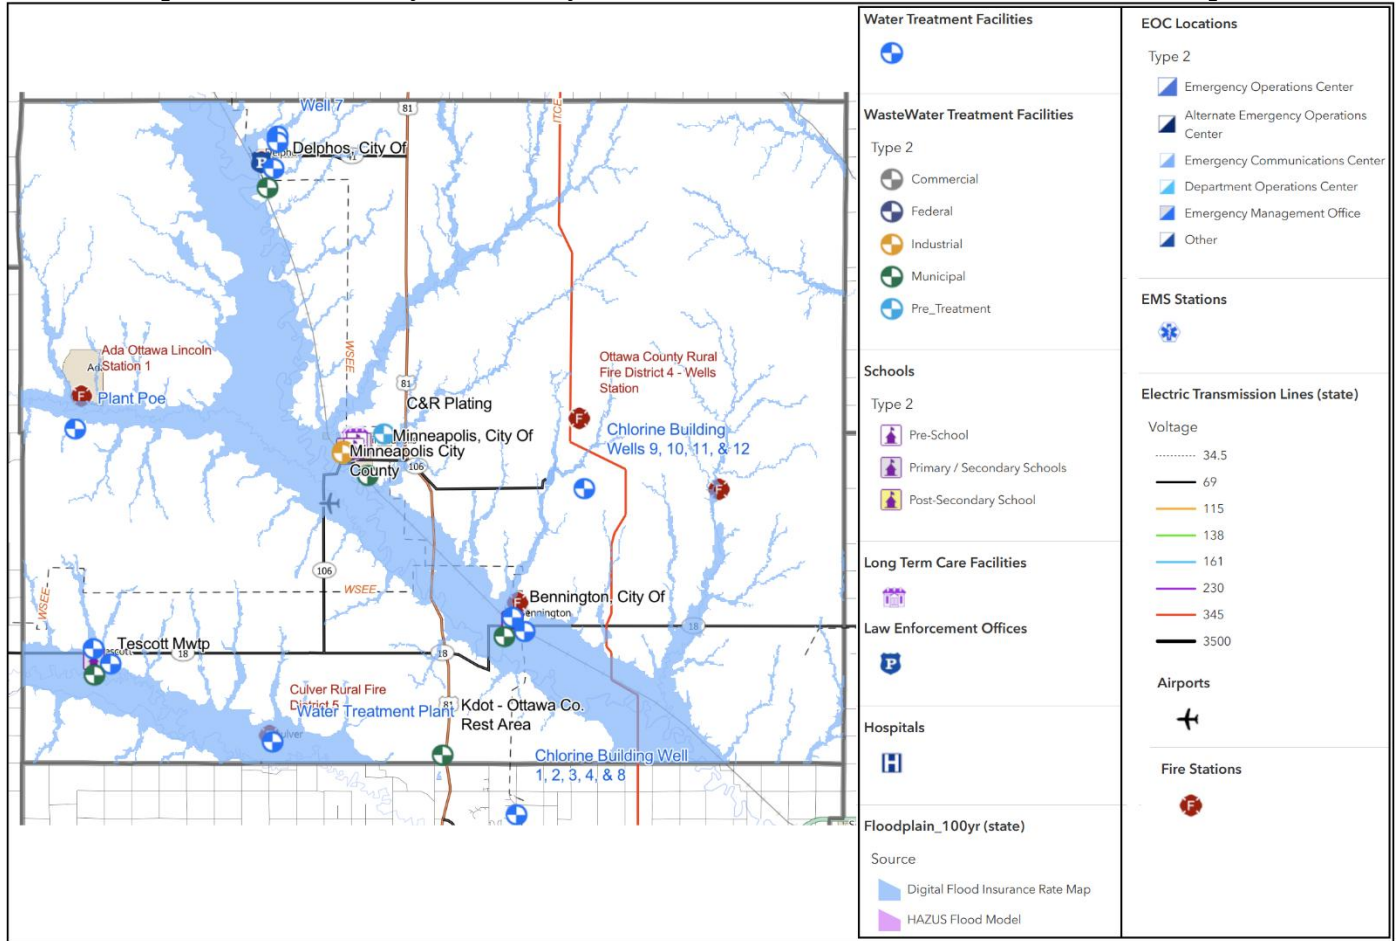 Well 7
81
ITCE
Delphos, City Of
41
WSEE
Ada Ottawa Lincoln
Station 1
Plant Poe
81
C&R Plating
Ottawa County Rural
Fire District 4 - Wells
Station
Minneapolis, City Of
Minneapolis City
County
106
Chlorine Building
Wells 9, 10, 11, & 12
106
WSEE
WSEE
Bennington, City Of
ennington
18
Tescott Mwtp
18
18
Culver Rural Fire
District 5
Water Treatment Plant
ulver
81
Kdot - Ottawa Co.
Rest Area
Chlorine Building Well
1, 2, 3, 4, & 8
Water Treatment Facilities
WasteWater Treatment Facilities
Type 2
Commercial
Federal
Industrial
Municipal
Pre_Treatment
Schools
Type 2
Pre-School
Primary / Secondary Schools
Post-Secondary School
Long Term Care Facilities
Law Enforcement Offices
P
Hospitals
H
Floodplain_100yr (state)
Source
Digital Flood Insurance Rate Map
HAZUS Flood Model
EOC Locations
Type 2
Emergency Operations Center
Alternate Emergency Operations
Center
Emergency Communications Center
Department Operations Center
Emergency Management Office
Other
EMS Stations
Electric Transmission Lines (state)
Voltage
34.5
69
115
138
161
230
345
3500
Airports
Fire Stations
F